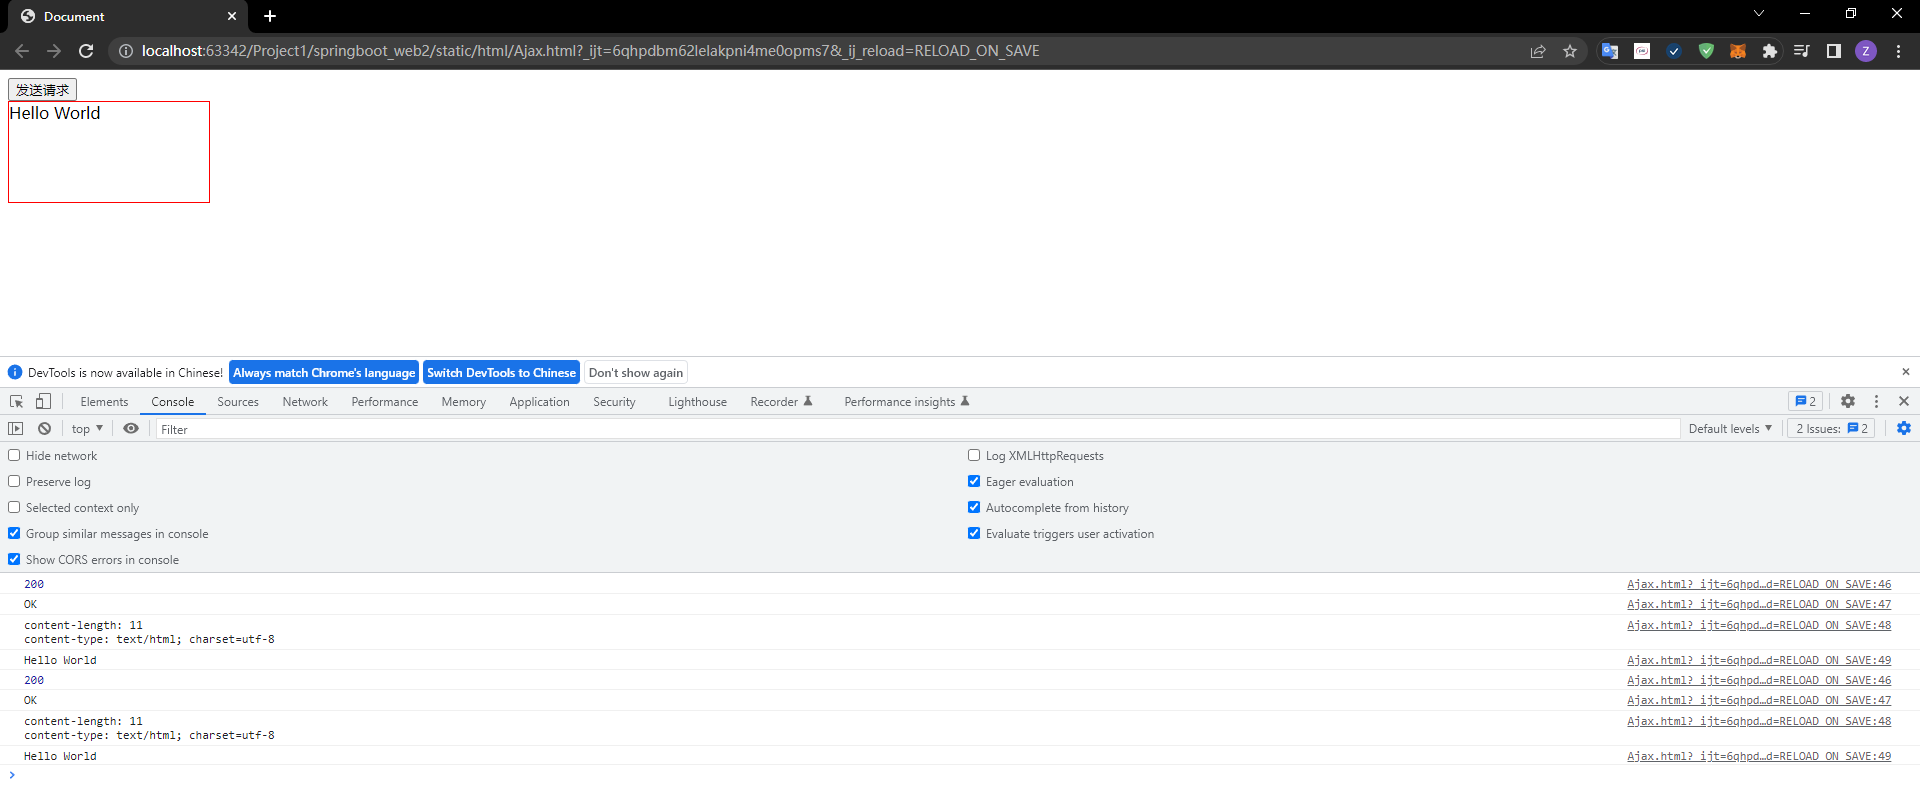 Document
localhost:63342/Project1/springboot_web2/static/html/Ajax.html?_ijt=6qhpdbm62lelakpni4me0opms7&_ij_reload=RELOAD_ON_SAVE
Z
发送请求
Hello World
DevTools is now available in Chinese! Always match Chrome's language Switch DevTools to Chinese Don't show again
Elements Console Sources Network Performance Memory Application Security Lighthouse Recorder Performance insights 2
top Filter Default levels 2 Issues: 2
Hide network Log XMLHttpRequests
Preserve log Eager evaluation
Selected context only Autocomplete from history
Group similar messages in console Evaluate triggers user activation
Show CORS errors in console
200 Ajax.html?_ijt=6qhpd…d=RELOAD_ON_SAVE:46
OK Ajax.html?_ijt=6qhpd…d=RELOAD_ON_SAVE:47
content-length: 11 Ajax.html?_ijt=6qhpd…d=RELOAD_ON_SAVE:48
content-type: text/html; charset=utf-8
Hello World Ajax.html?_ijt=6qhpd…d=RELOAD_ON_SAVE:49
200 Ajax.html?_ijt=6qhpd…d=RELOAD_ON_SAVE:46
OK Ajax.html?_ijt=6qhpd…d=RELOAD_ON_SAVE:47
content-length: 11 Ajax.html?_ijt=6qhpd…d=RELOAD_ON_SAVE:48
content-type: text/html; charset=utf-8
Hello World Ajax.html?_ijt=6qhpd…d=RELOAD_ON_SAVE:49